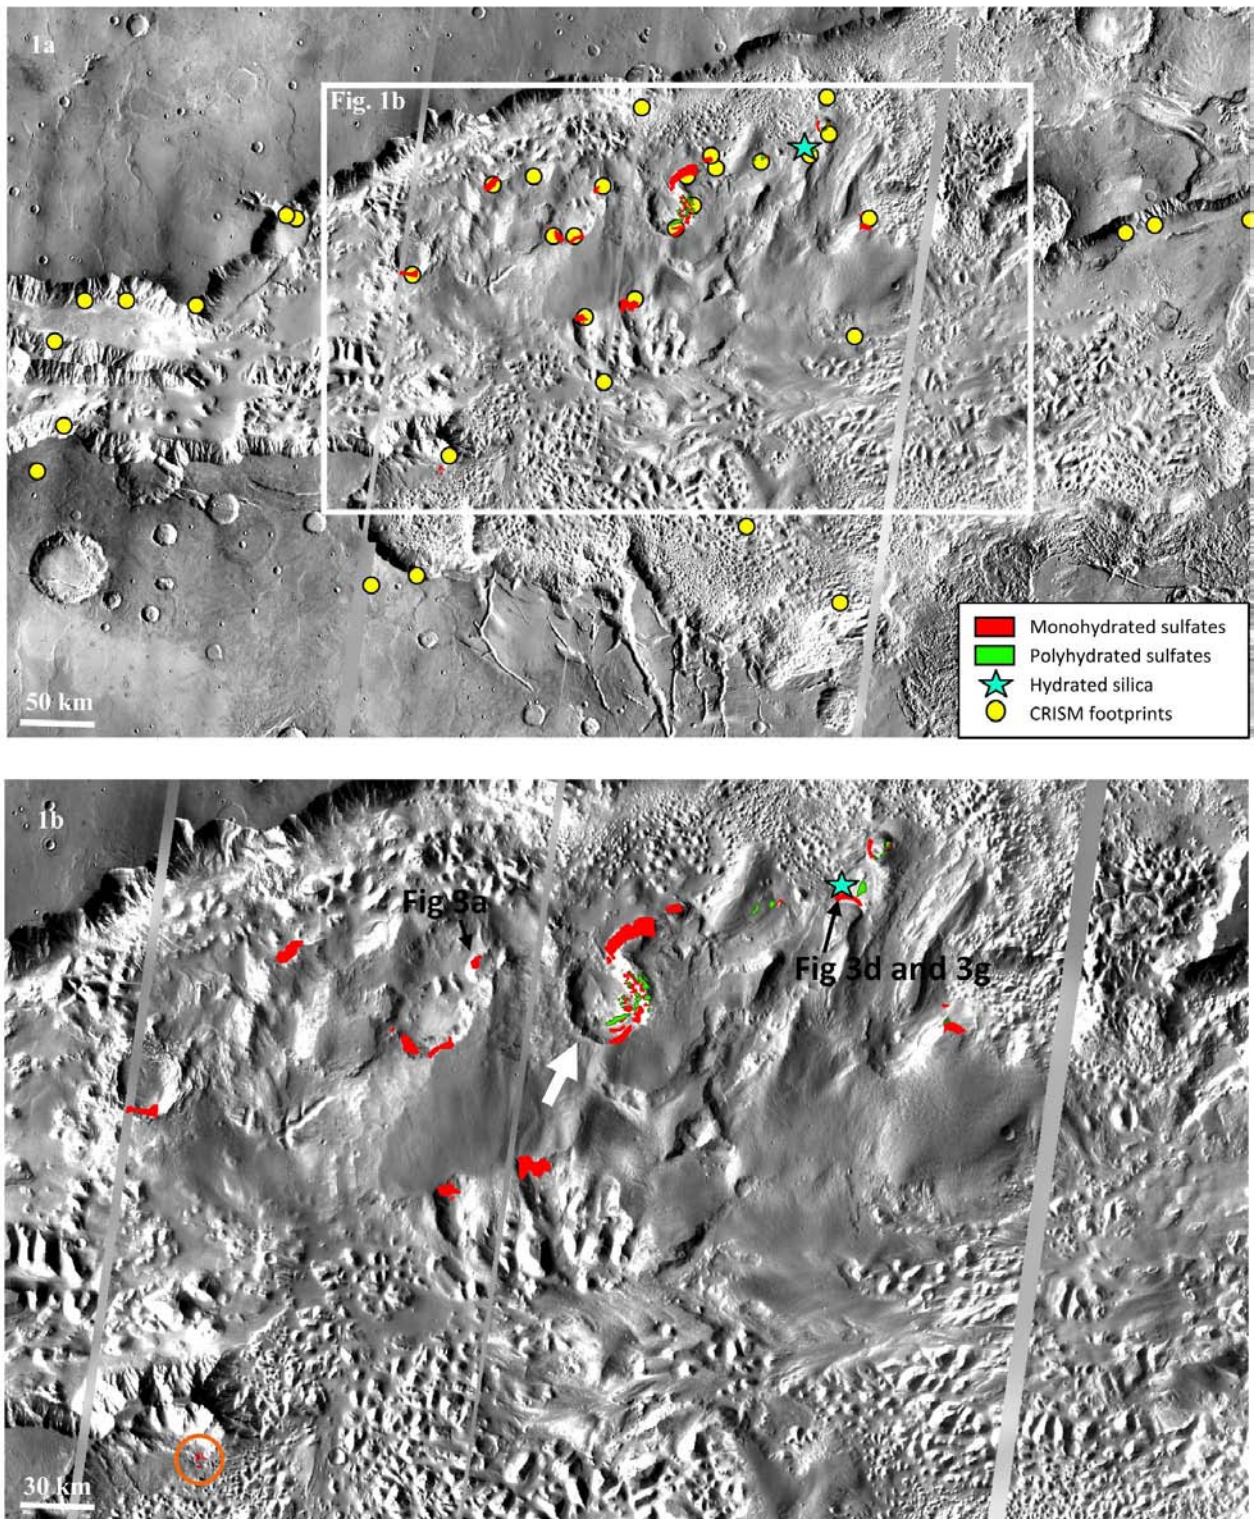 1a
Fig. 1b
Monohydrated sulfates
Polyhydrated sulfates
Hydrated silica
CRISM footprints
50 km
1b
Fig 3a
Fig 3d and 3g
30 km